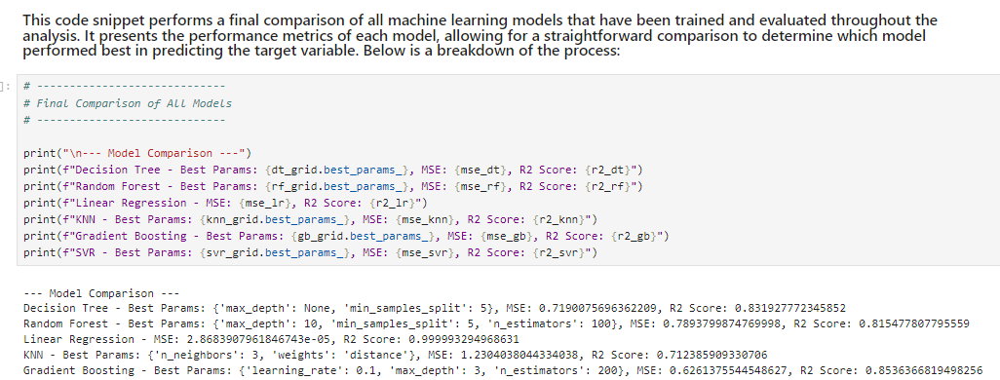 This code snippet performs a final comparison of all machine learning models that have been trained and evaluated throughout the
analysis. It presents the performance metrics of each model, allowing for a straightforward comparison to determine which model
performed best in predicting the target variable. Below is a breakdown of the process:
]: # -----------------------------
# Final Comparison of All Models
# -----------------------------
print("\n--- Model Comparison ---")
print(f"Decision Tree - Best Params: {dt_grid.best_params_}, MSE: {mse_dt}, R2 Score: {r2_dt}")
print(f"Random Forest - Best Params: {rf_grid.best_params_}, MSE: {mse_rf}, R2 Score: {r2_rf}")
print(f"Linear Regression - MSE: {mse_lr}, R2 Score: {r2_lr}")
print(f"KNN - Best Params: {knn_grid.best_params_}, MSE: {mse_knn}, R2 Score: {r2_knn}")
print(f"Gradient Boosting - Best Params: {gb_grid.best_params_}, MSE: {mse_gb}, R2 Score: {r2_gb}")
print(f"SVR - Best Params: {svr_grid.best_params_}, MSE: {mse_svr}, R2 Score: {r2_svr}")
--- Model Comparison ---
Decision Tree - Best Params: {'max_depth': None, 'min_samples_split': 5}, MSE: 0.7190075696362209, R2 Score: 0.831927772345852
Random Forest - Best Params: {'max_depth': 10, 'min_samples_split': 5, 'n_estimators': 100}, MSE: 0.7893799874769998, R2 Score: 0.815477807795559
Linear Regression - MSE: 2.8683907961846743e-05, R2 Score: 0.999993294968631
KNN - Best Params: {'n_neighbors': 3, 'weights': 'distance'}, MSE: 1.2304038044334038, R2 Score: 0.712385909330706
Gradient Boosting - Best Params: {'learning_rate': 0.1, 'max_depth': 3, 'n_estimators': 200}, MSE: 0.6261375544548627, R2 Score: 0.8536366819498256